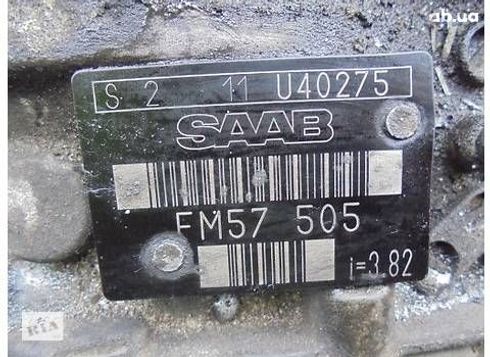 ab.ua
S 2 11 U40275
SAAB
FM57 505
i=3.82
RIA